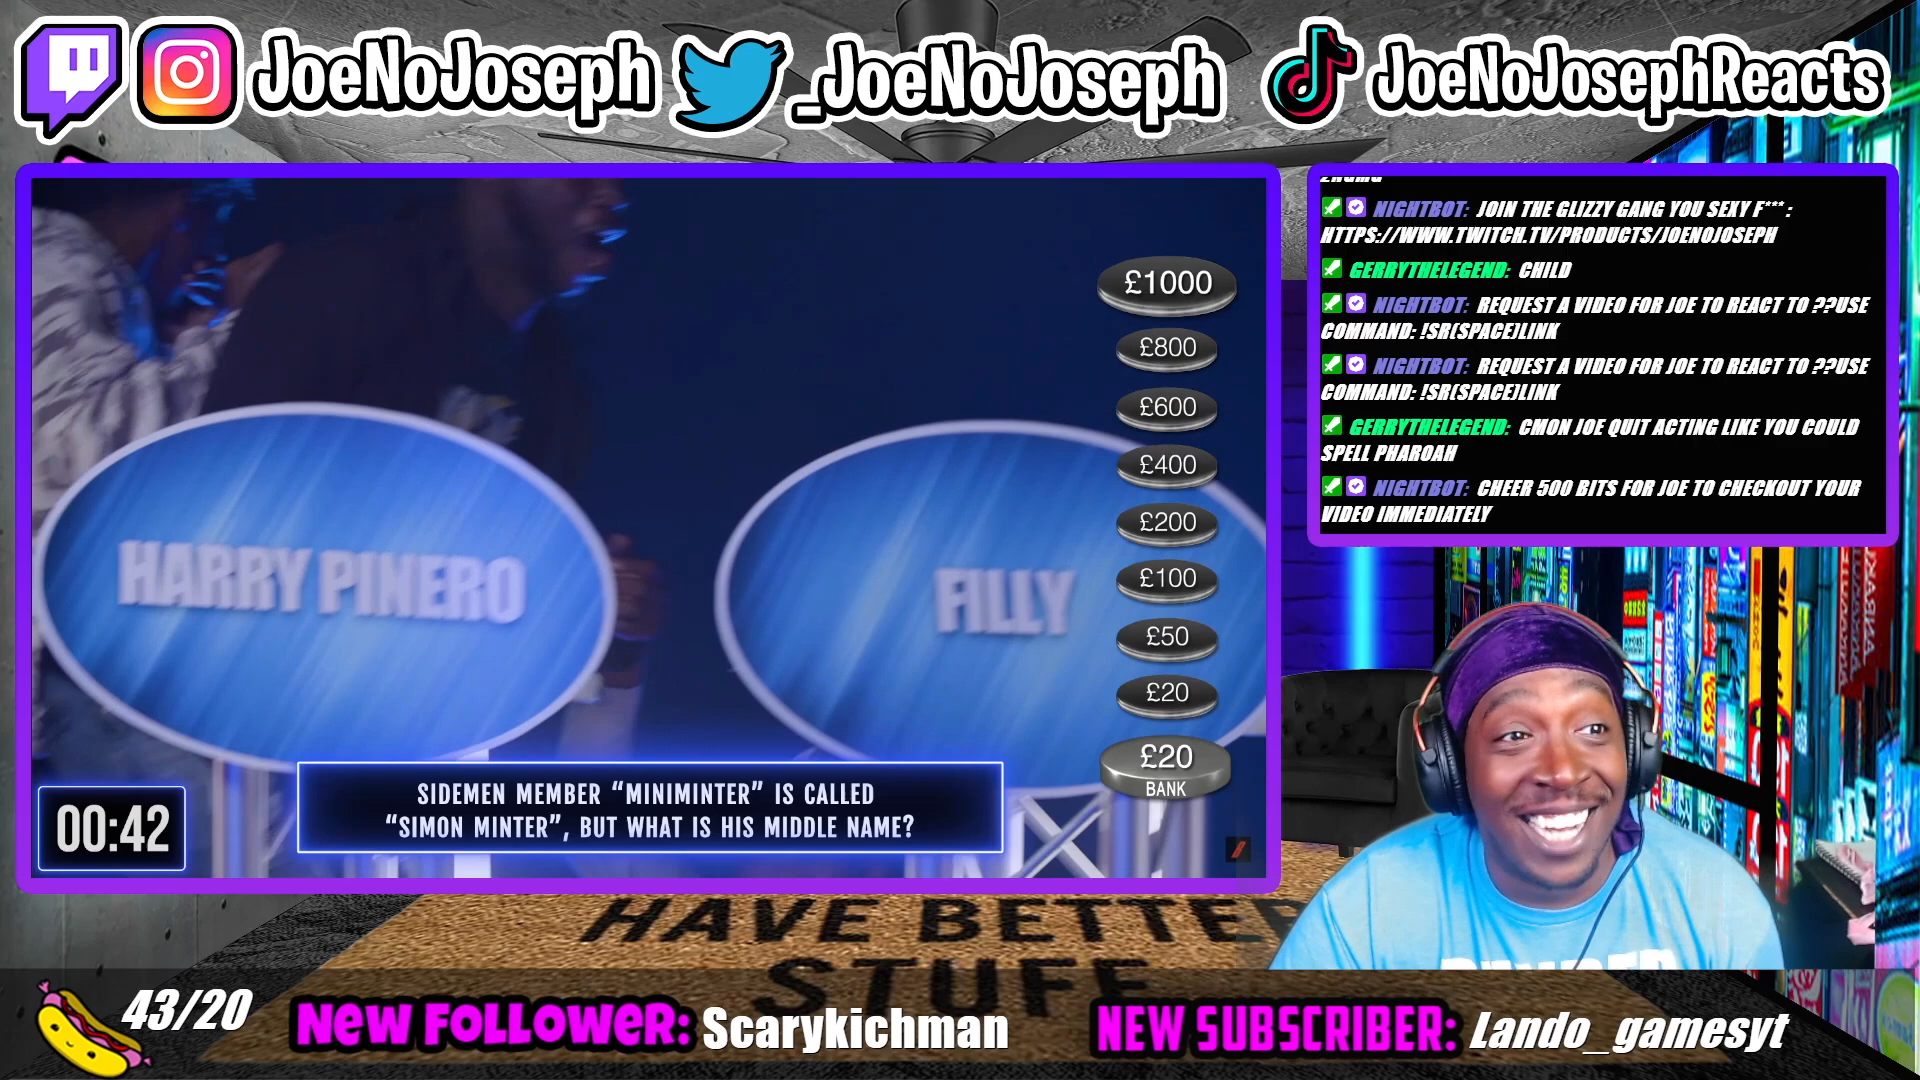 JoeNoJoseph
_JoeNoJoseph
JoeNoJosephReacts
NIGHTBOT: JOIN THE GLIZZY GANG YOU SEXY F*** :
HTTPS://WWW.TWITCH.TV/PRODUCTS/JOENOJOSEPH
GERRYTHELEGEND: CHILD
NIGHTBOT: REQUEST A VIDEO FOR JOE TO REACT TO ??USE
COMMAND: !SR(SPACE)LINK
NIGHTBOT: REQUEST A VIDEO FOR JOE TO REACT TO ??USE
COMMAND: !SR(SPACE)LINK
GERRYTHELEGEND: CMON JOE QUIT ACTING LIKE YOU COULD
SPELL PHAROAH
NIGHTBOT: CHEER 500 BITS FOR JOE TO CHECKOUT YOUR
VIDEO IMMEDIATELY
£1000
£800
£600
£400
£200
£100
£50
£20
£20
BANK
HARRY PINERO
FILLY
SIDEMEN MEMBER “MINIMINTER” IS CALLED
“SIMON MINTER”, BUT WHAT IS HIS MIDDLE NAME?
00:42
HAVE BETTER
STUFF
43/20
NEW FOLLOWER: Scarykichman
NEW SUBSCRIBER: Lando_gamesyt